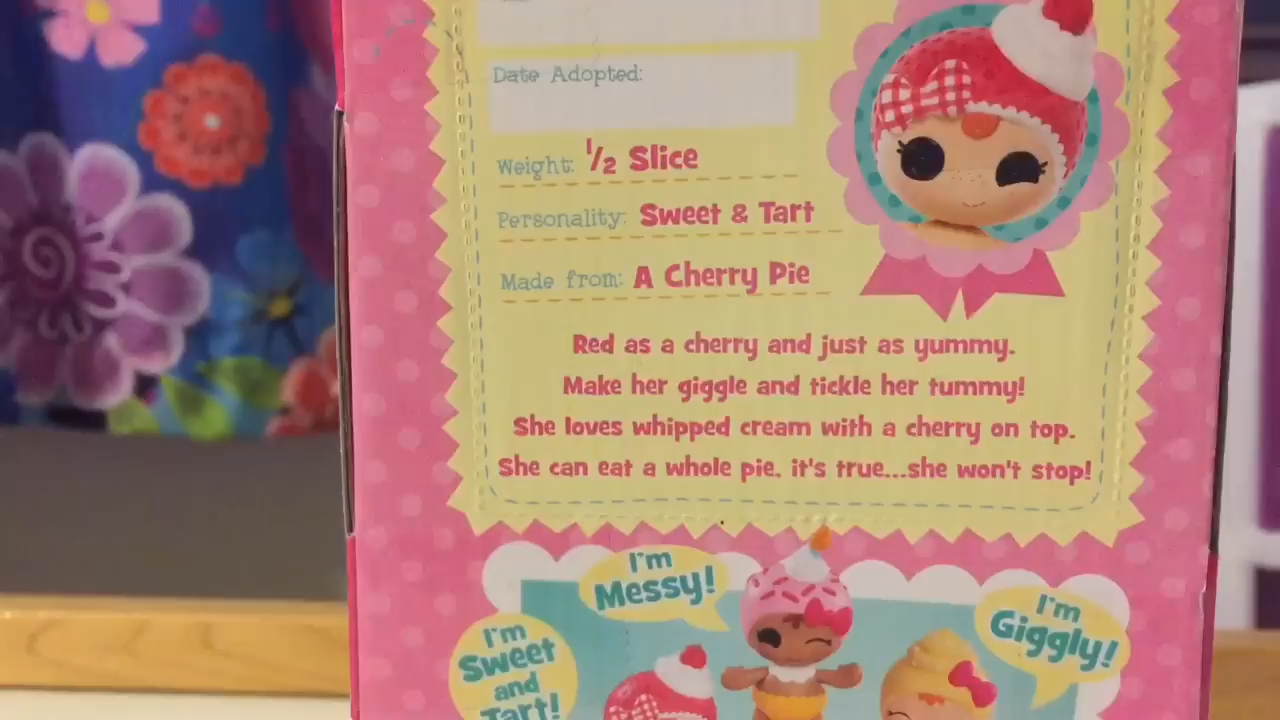 Date Adopted:
Weight: 1/2 Slice
Personality: Sweet & Tart
Made from: A Cherry Pie
Red as a cherry and just as yummy.
Make her giggle and tickle her tummy!
She loves whipped cream with a cherry on top.
She can eat a whole pie, it's true...she won't stop!
I'm
Messy!
I'm
Giggly!
I'm
Sweet
and
Tart!